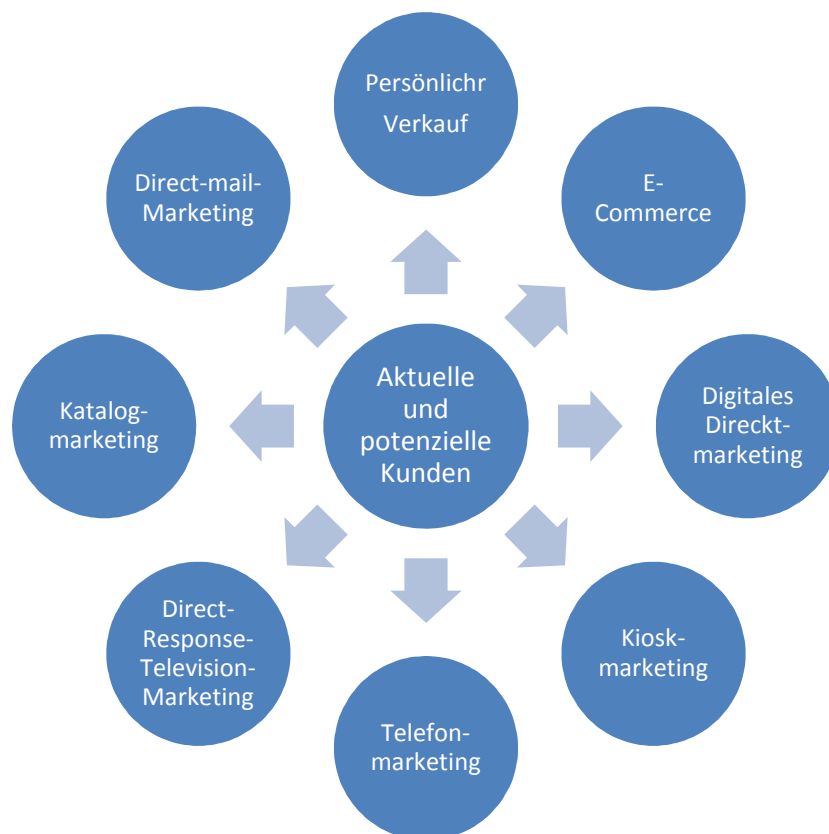 Persönlichr
Verkauf
E-
Commerce
Digitales
Direckt-
marketing
Kiosk-
marketing
Telefon-
marketing
Direct-
Response-
Television-
Marketing
Katalog-
marketing
Direct-mail-
Marketing
Aktuelle
und
potenzielle
Kunden